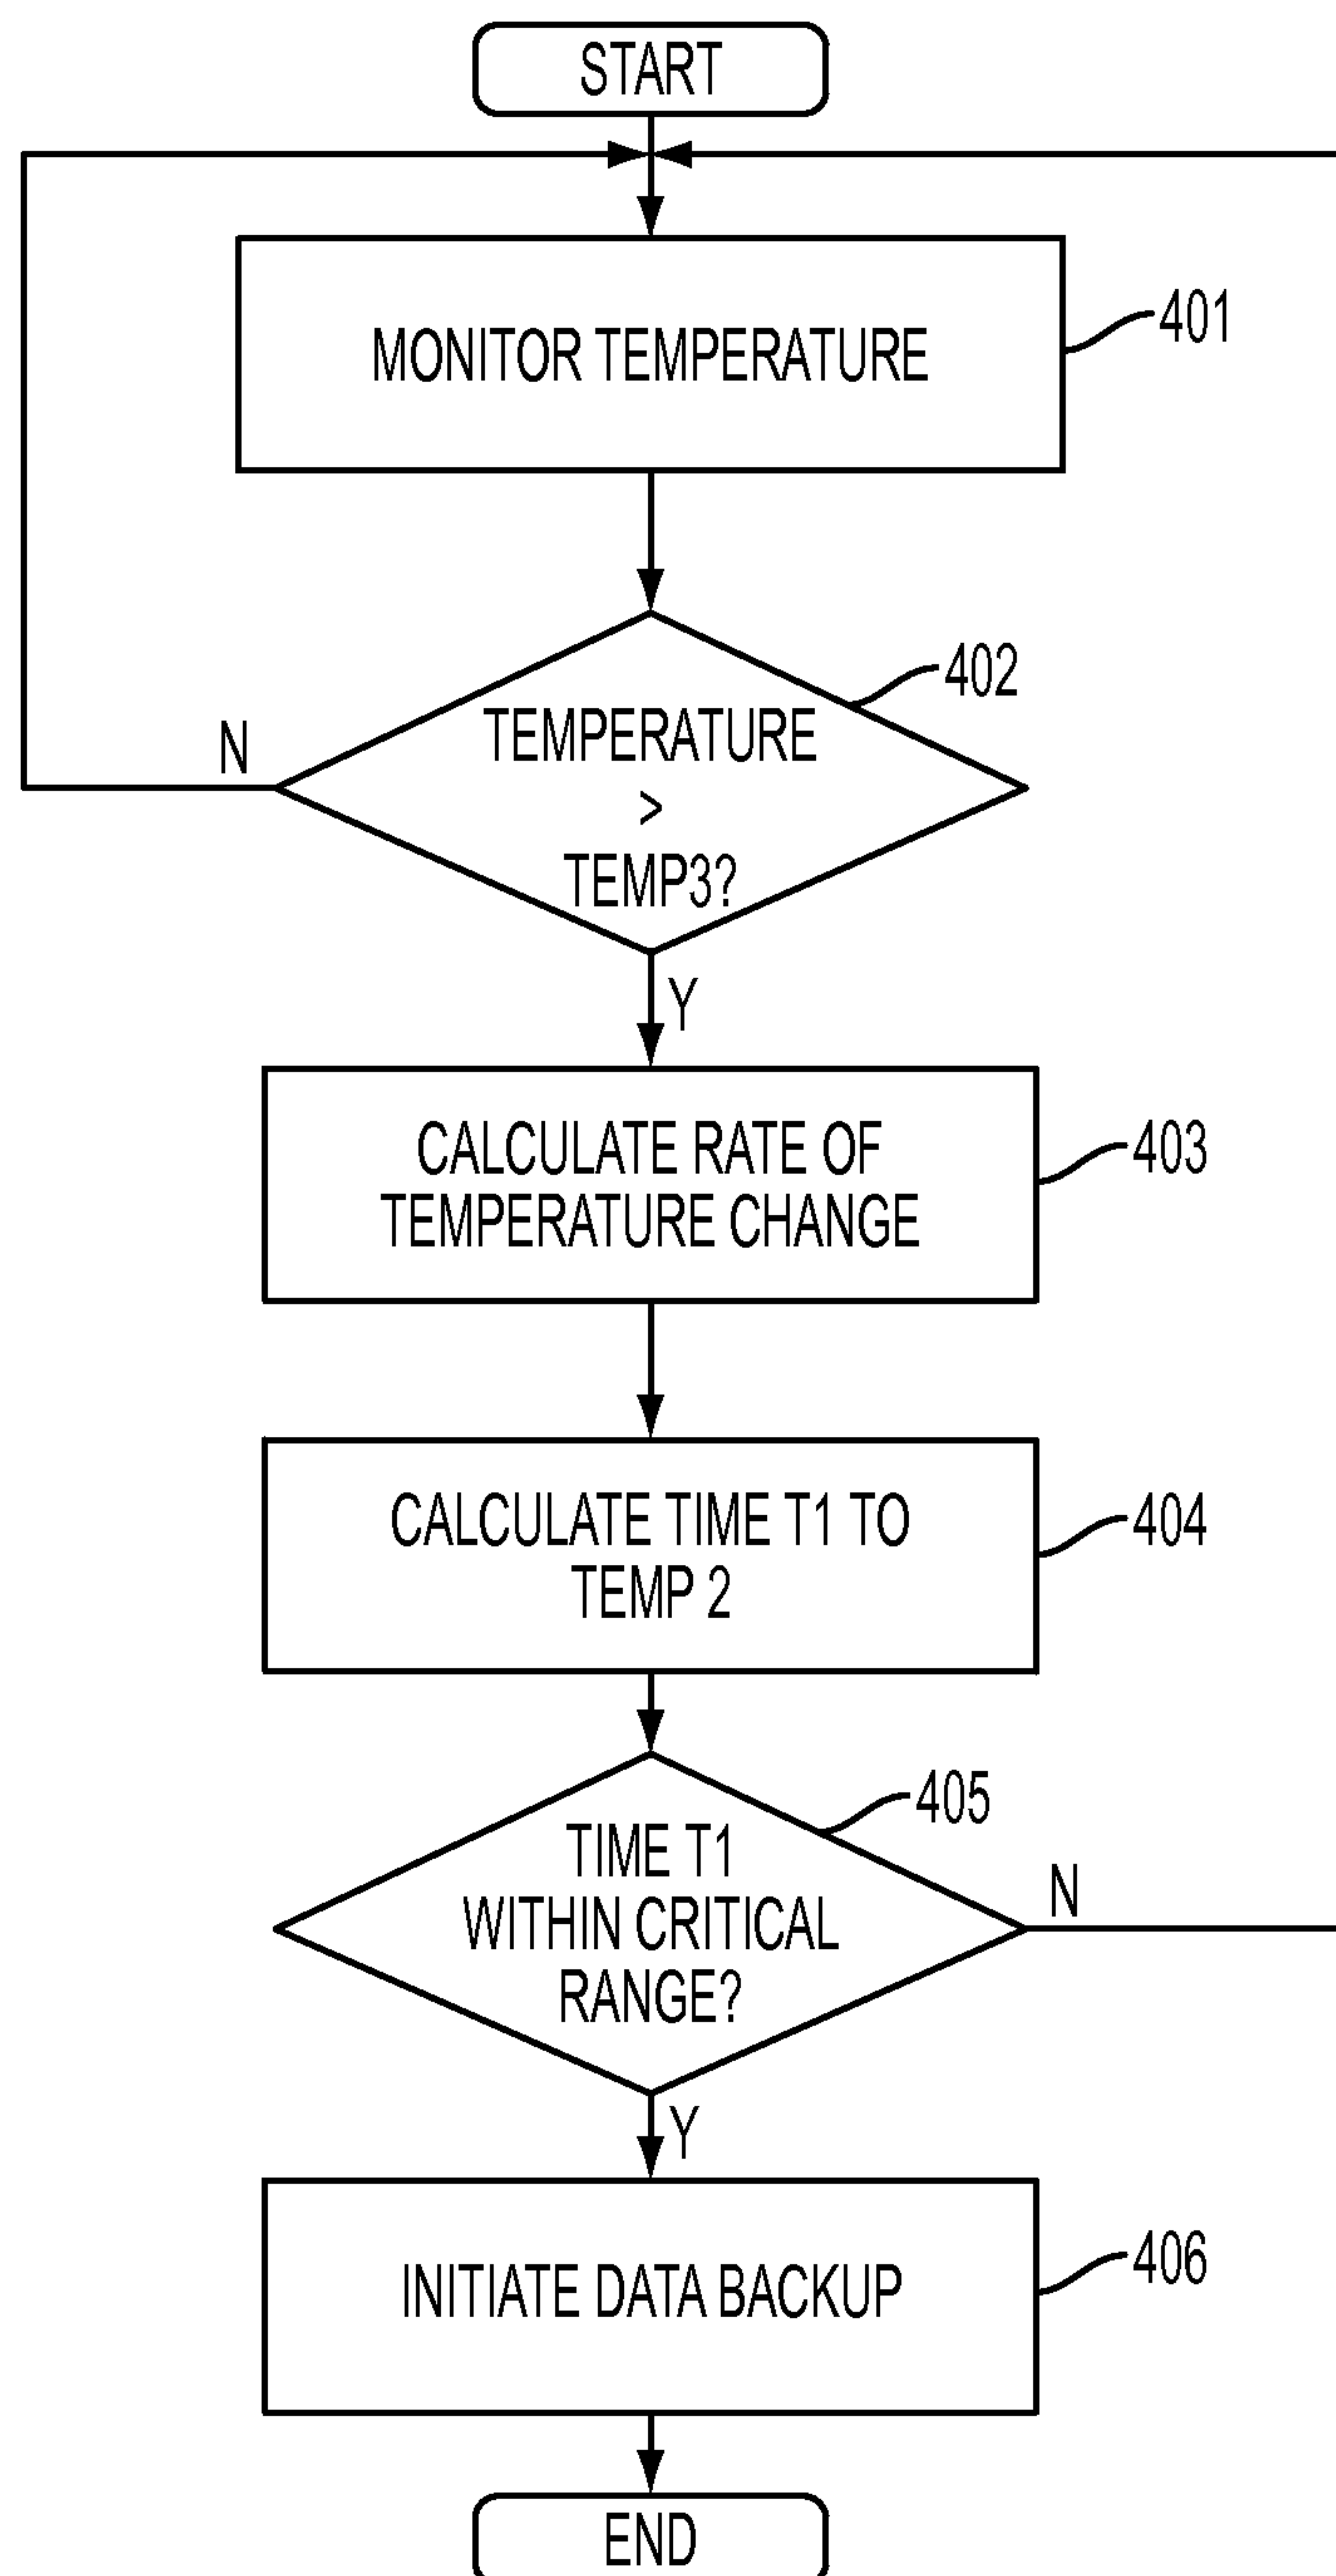 START
MONITOR TEMPERATURE
401
402
TEMPERATURE
>
TEMP3?
N
Y
CALCULATE RATE OF
TEMPERATURE CHANGE
403
CALCULATE TIME T1 TO
TEMP 2
404
405
TIME T1
WITHIN CRITICAL
RANGE?
N
Y
INITIATE DATA BACKUP
406
END